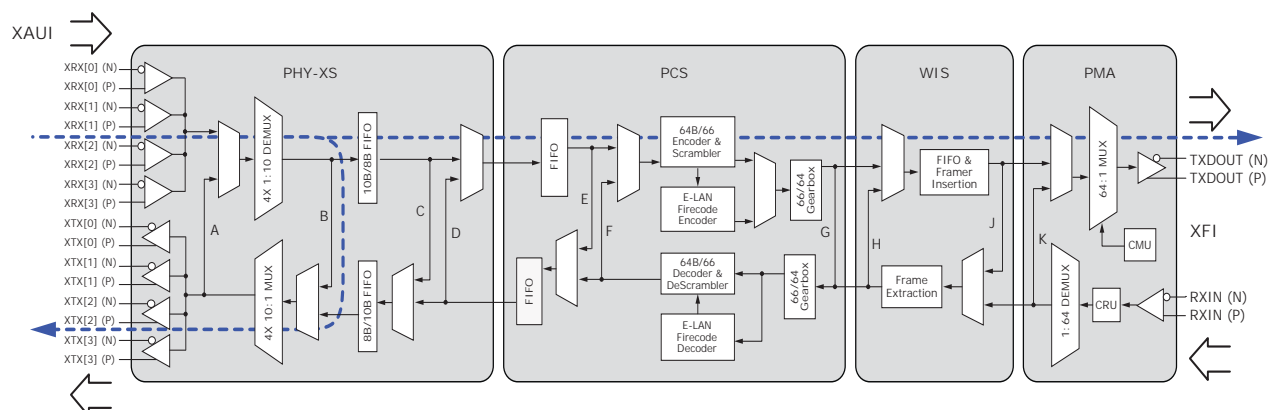 XAUI
PHY-XS
PCS
WIS
PMA
XRX[0] (N)
XRX[0] (P)
XRX[1] (N)
XRX[1] (P)
XRX[2] (N)
XRX[2] (P)
XRX[3] (N)
XRX[3] (P)
XTX[0] (N)
XTX[0] (P)
XTX[1] (N)
XTX[1] (P)
XTX[2] (N)
XTX[2] (P)
XTX[3] (N)
XTX[3] (P)
A
4X 1:10 DEMUX
4X 10:1 MUX
B
10B/8B FIFO
8B/10B FIFO
C
D
FIFO
FIFO
E
F
64B/66
Encoder &
Scrambler
E-LAN
Firecode
Encoder
64B/66
Decoder &
DeScrambler
E-LAN
Firecode
Decoder
66/64
Gearbox
66/64
Gearbox
G
H
FIFO &
Framer
Insertion
Frame
Extraction
J
K
64:1 MUX
1:64 DEMUX
CMU
CRU
TXDOUT (N)
TXDOUT (P)
XFI
RXIN (N)
RXIN (P)